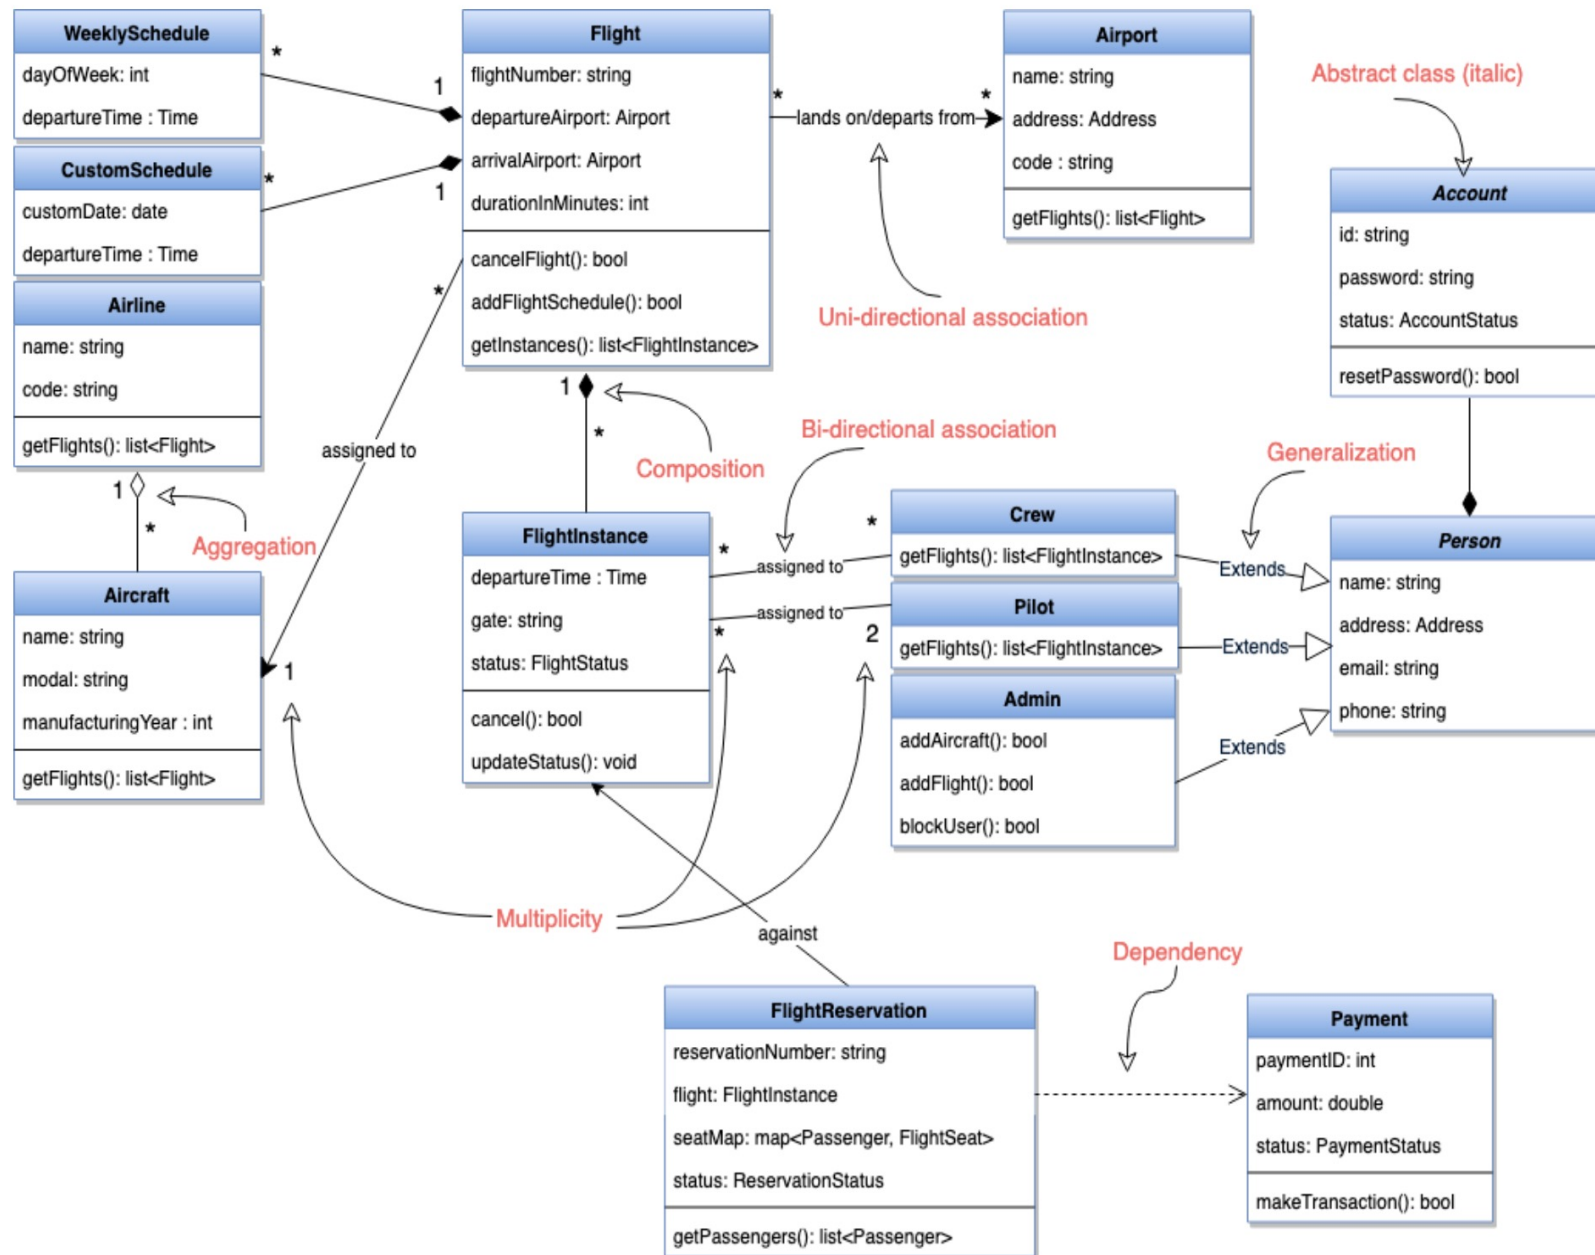 WeeklySchedule
dayOfWeek: int
departureTime : Time
*
1
CustomSchedule
customDate: date
departureTime : Time
*
1
Airline
name: string
code: string
getFlights(): list<Flight>
1
*
Aggregation
Aircraft
name: string
modal: string
manufacturingYear : int
getFlights(): list<Flight>
Flight
flightNumber: string
departureAirport: Airport
arrivalAirport: Airport
durationInMinutes: int
cancelFlight(): bool
addFlightSchedule(): bool
getInstances(): list<FlightInstance>
*
assigned to
1
*
lands on/departs from
*
Uni-directional association
Airport
name: string
address: Address
code : string
getFlights(): list<Flight>
Abstract class (italic)
Account
id: string
password: string
status: AccountStatus
resetPassword(): bool
1
*
Composition
Bi-directional association
Generalization
FlightInstance
departureTime : Time
gate: string
status: FlightStatus
cancel(): bool
updateStatus(): void
*
assigned to
*
*
assigned to
2
Crew
getFlights(): list<FlightInstance>
Pilot
getFlights(): list<FlightInstance>
Admin
addAircraft(): bool
addFlight(): bool
blockUser(): bool
Extends
Extends
Extends
Person
name: string
address: Address
email: string
phone: string
Multiplicity
against
Dependency
FlightReservation
reservationNumber: string
flight: FlightInstance
seatMap: map<Passenger, FlightSeat>
status: ReservationStatus
getPassengers(): list<Passenger>
Payment
paymentID: int
amount: double
status: PaymentStatus
makeTransaction(): bool